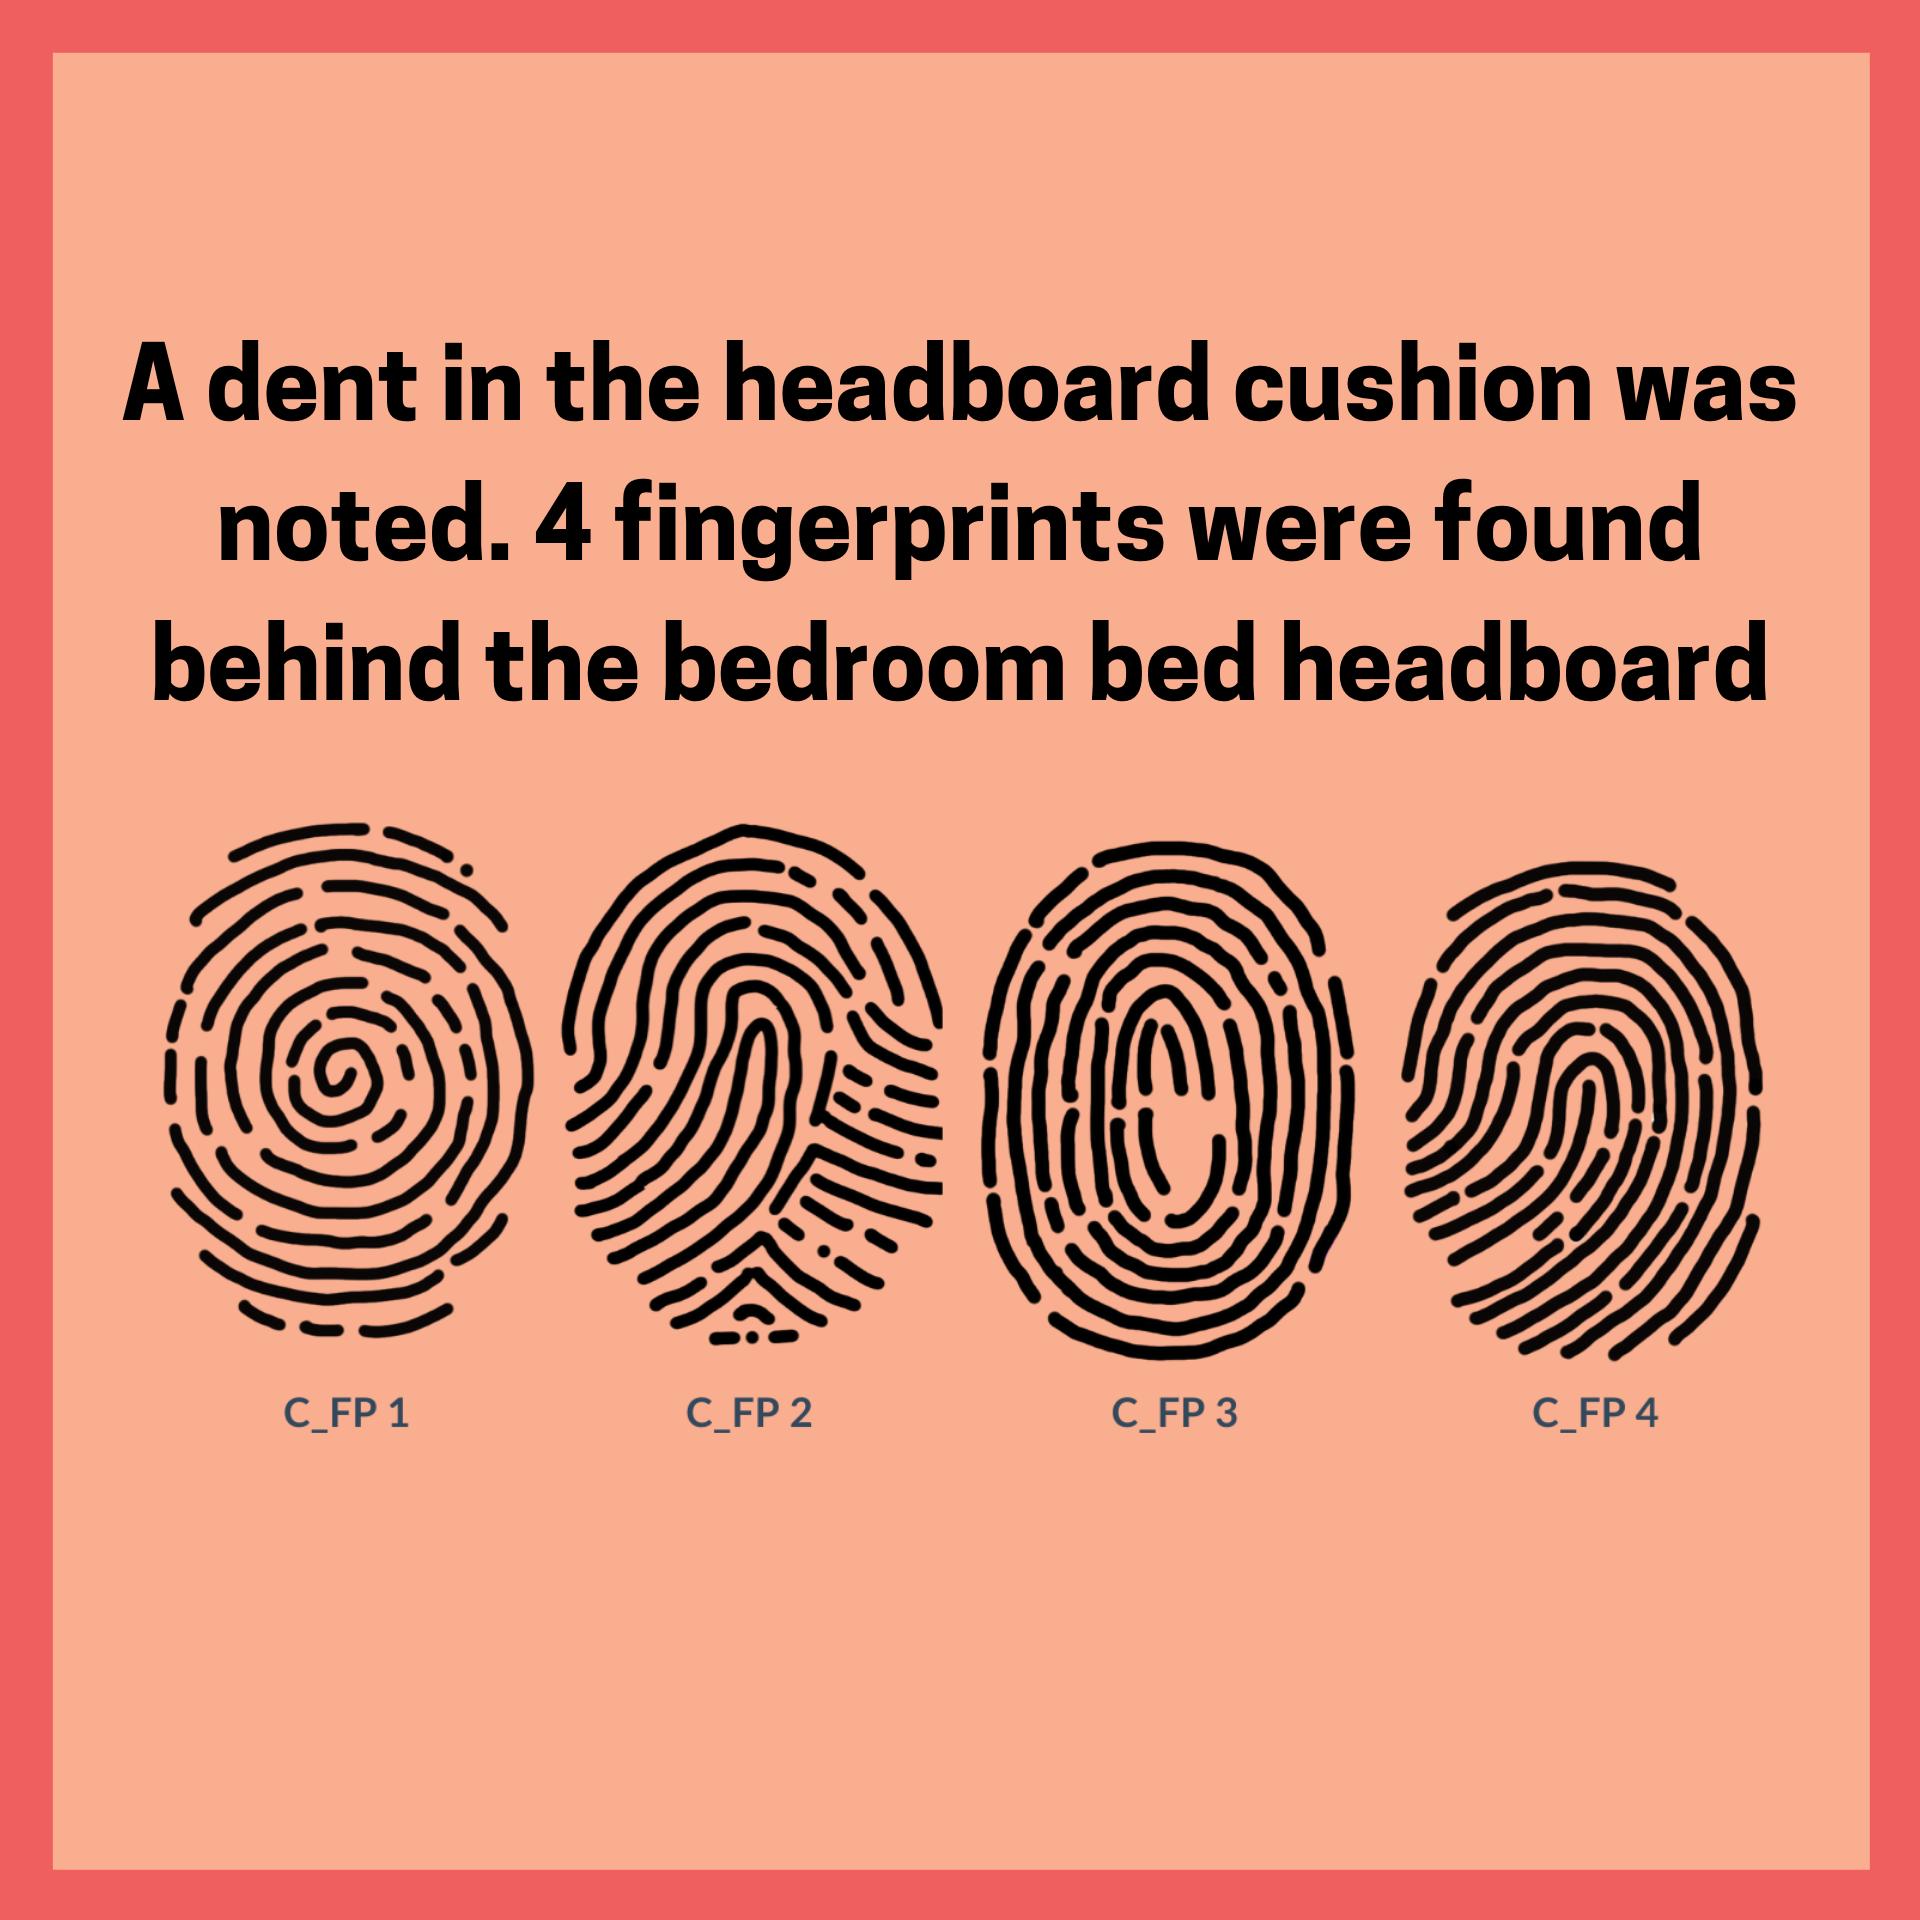 A dent in the headboard cushion was
noted. 4 fingerprints were found
behind the bedroom bed headboard
C_FP 1
C_FP 2
C_FP 3
C_FP 4